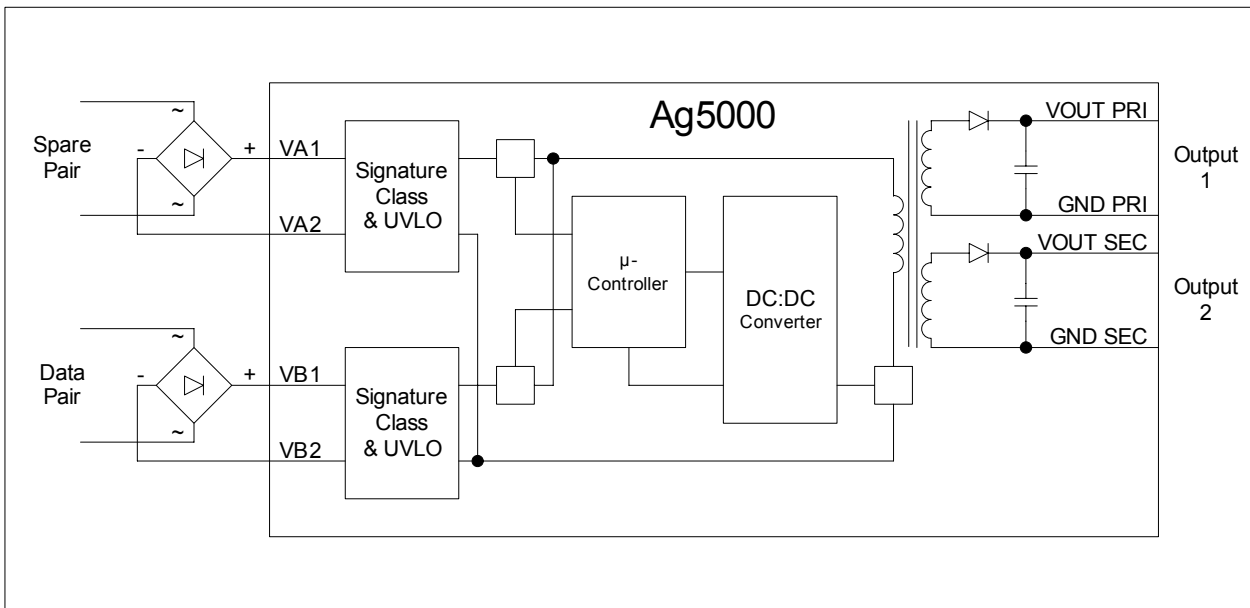 Ag5000
~
Spare
Pair
-
+
~
VA1
VA2
Signature
Class
& UVLO
~
Data
Pair
-
+
~
VB1
VB2
Signature
Class
& UVLO
µ-
Controller
DC:DC
Converter
VOUT PRI
GND PRI
Output
1
VOUT SEC
GND SEC
Output
2